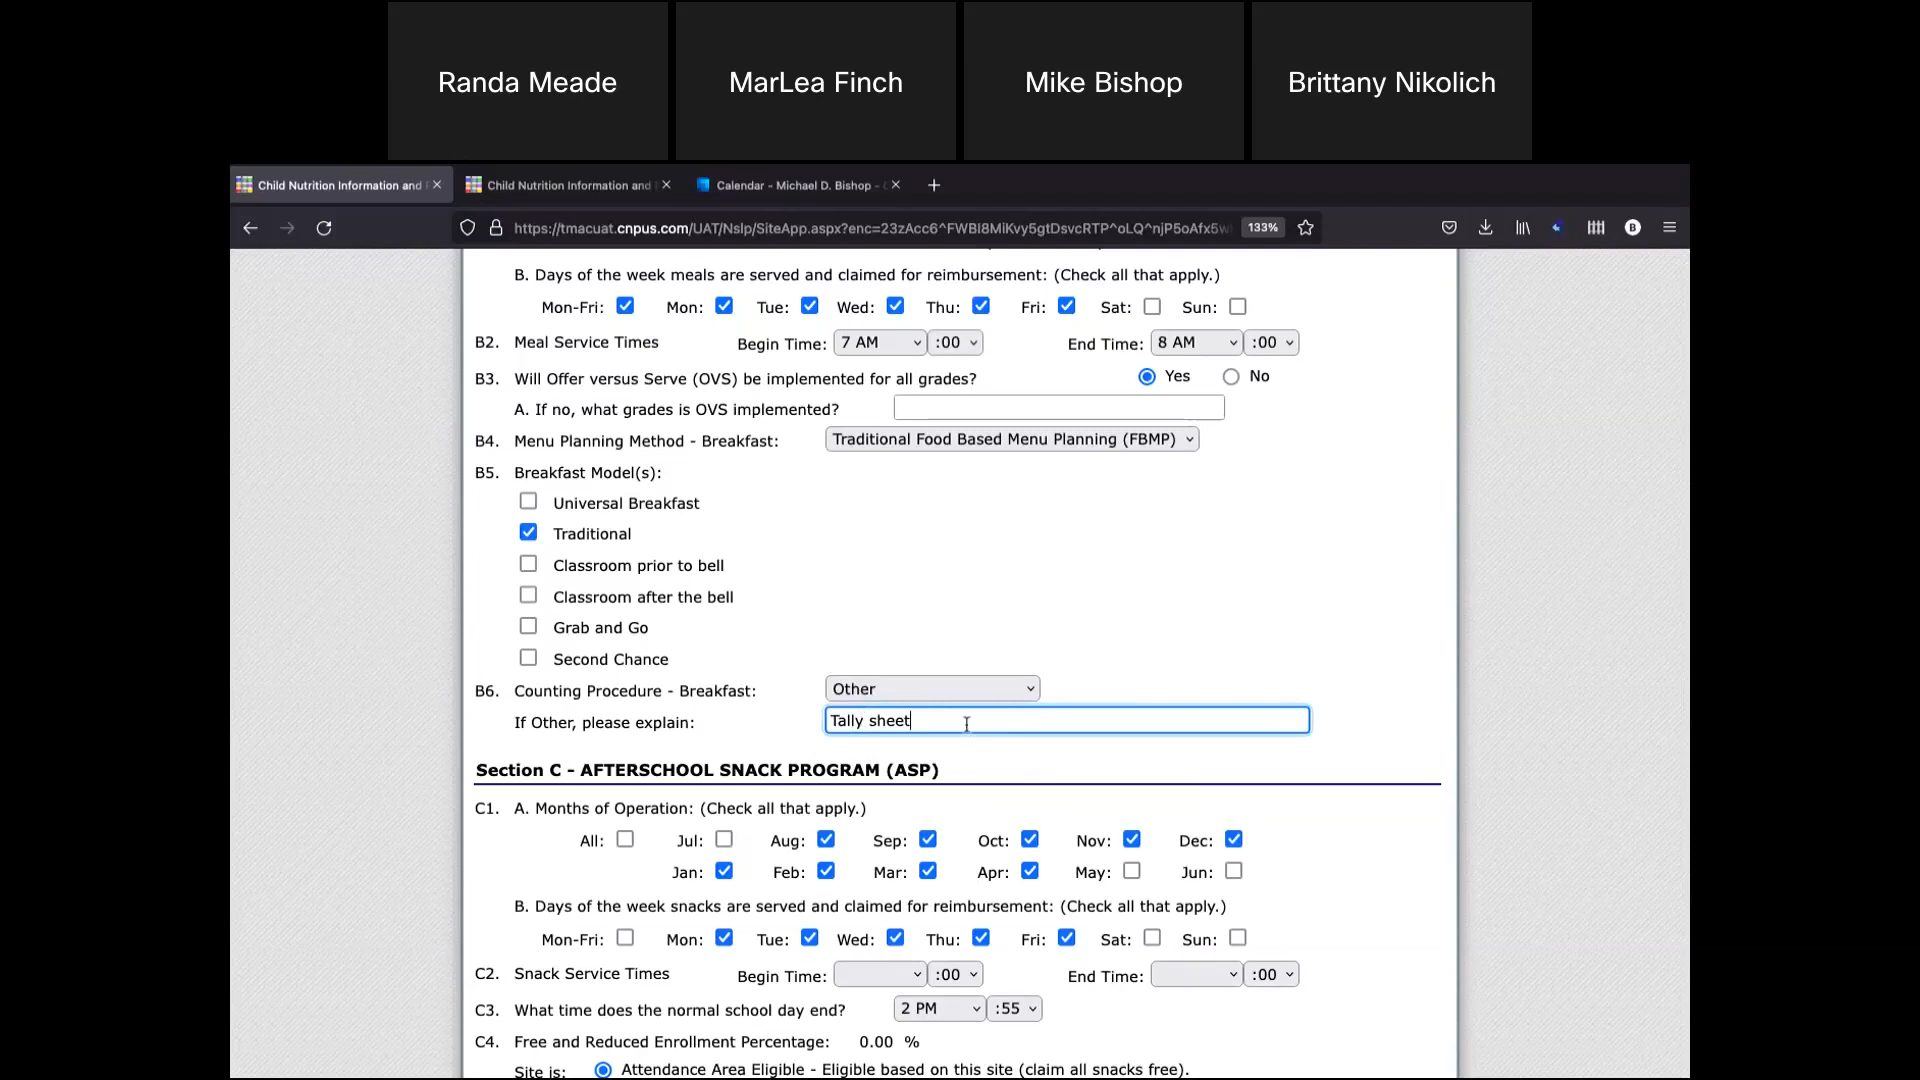 Randa Meade
MarLea Finch
Mike Bishop
Brittany Nikolich
Child Nutrition Information and
Child Nutrition Information and
Calendar - Michael D. Bishop -
https://tmacuat.cnpus.com/UAT/Nslp/SiteApp.aspx?enc=23zAcc6^FWBI8MiKvy5gtDsvcRTP^oLQ^njP5oAfx5w
133%
B
B. Days of the week meals are served and claimed for reimbursement: (Check all that apply.)
Mon-Fri: Mon: Tue: Wed: Thu: Fri: Sat: Sun:
B2. Meal Service Times Begin Time: 7 AM :00 End Time: 8 AM :00
B3. Will Offer versus Serve (OVS) be implemented for all grades? Yes No
A. If no, what grades is OVS implemented?
B4. Menu Planning Method - Breakfast: Traditional Food Based Menu Planning (FBMP)
B5. Breakfast Model(s):
Universal Breakfast
Traditional
Classroom prior to bell
Classroom after the bell
Grab and Go
Second Chance
B6. Counting Procedure - Breakfast: Other
If Other, please explain: Tally sheet
Section C - AFTERSCHOOL SNACK PROGRAM (ASP)
C1. A. Months of Operation: (Check all that apply.)
All: Jul: Aug: Sep: Oct: Nov: Dec:
Jan: Feb: Mar: Apr: May: Jun:
B. Days of the week snacks are served and claimed for reimbursement: (Check all that apply.)
Mon-Fri: Mon: Tue: Wed: Thu: Fri: Sat: Sun:
C2. Snack Service Times Begin Time: :00 End Time: :00
C3. What time does the normal school day end? 2 PM :55
C4. Free and Reduced Enrollment Percentage: 0.00 %
Site is: Attendance Area Eligible - Eligible based on this site (claim all snacks free).